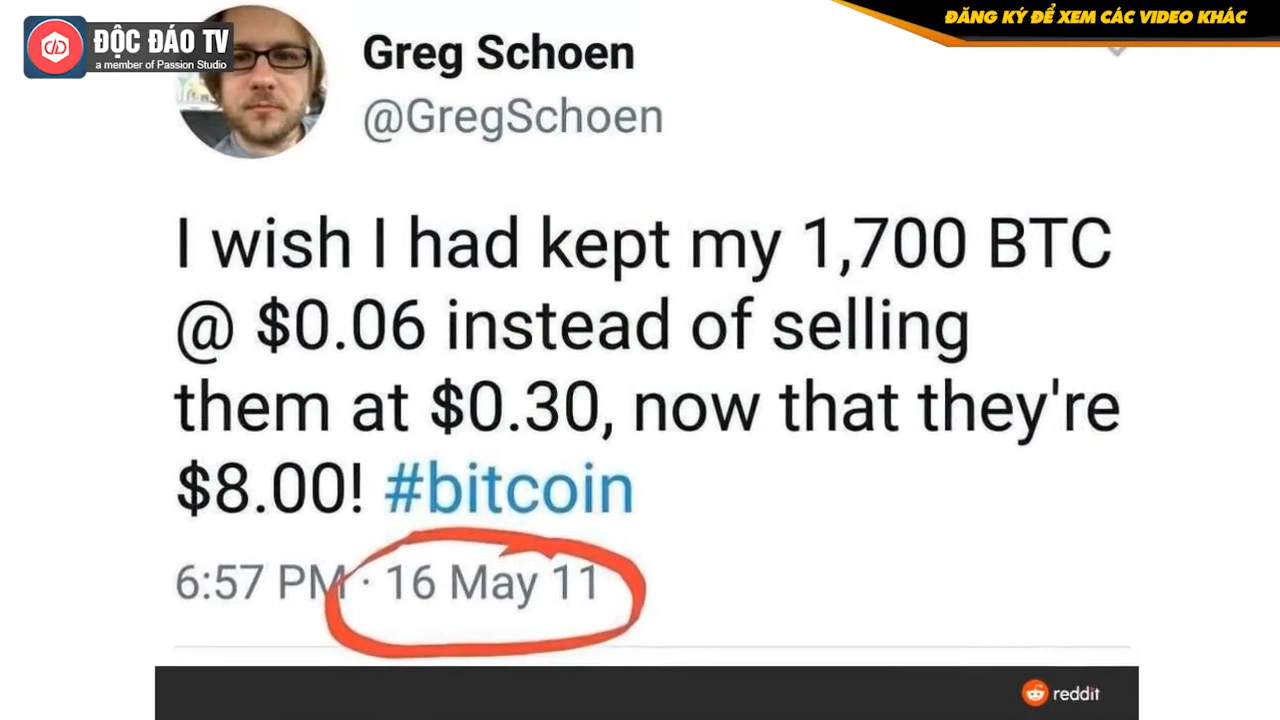 ĐỘC ĐÁO TV
a member of Passion Studio
ĐĂNG KÝ ĐỂ XEM CÁC VIDEO KHÁC
Greg Schoen
@GregSchoen
I wish I had kept my 1,700 BTC
@ $0.06 instead of selling
them at $0.30, now that they're
$8.00! #bitcoin
6:57 PM · 16 May 11
reddit